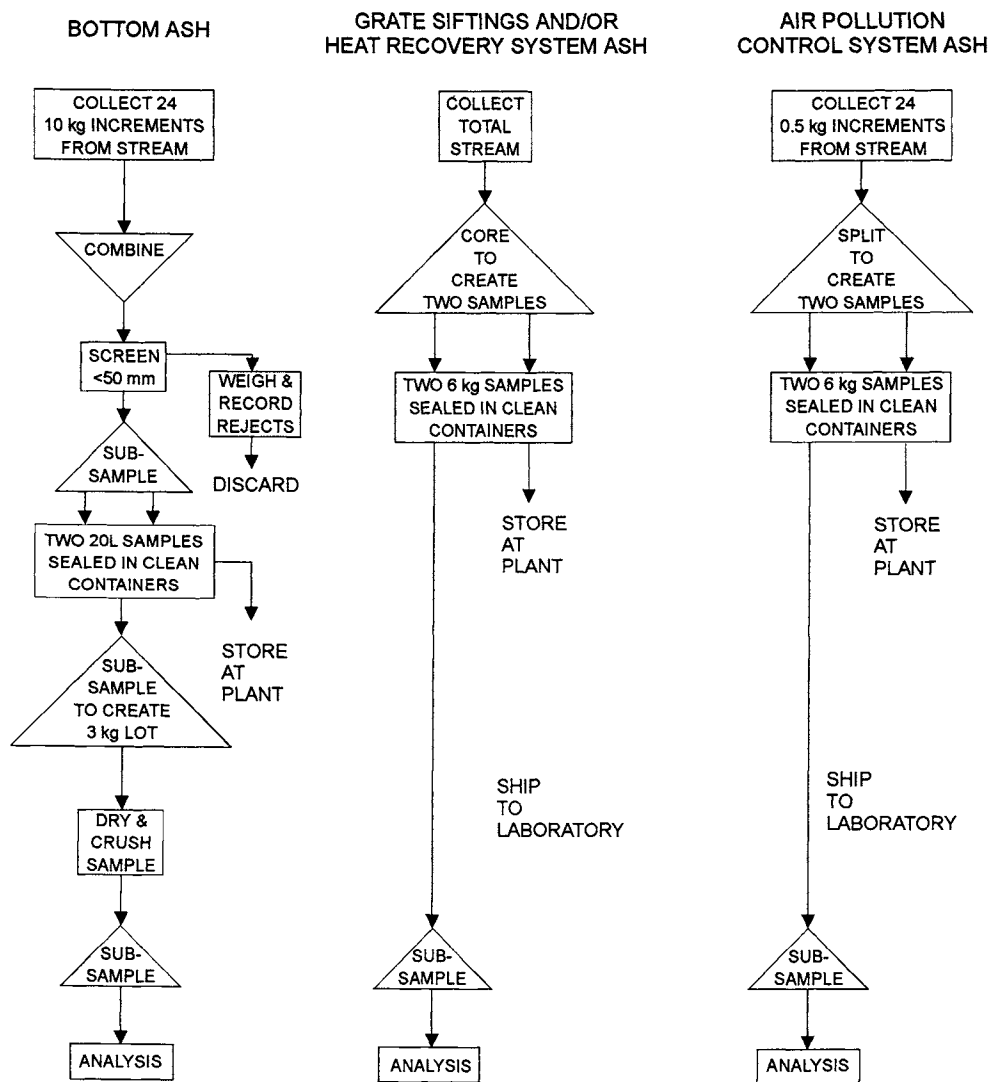 BOTTOM ASH
COLLECT 24
10 kg INCREMENTS
FROM STREAM
COMBINE
SCREEN
<50 mm
WEIGH &
RECORD
REJECTS
DISCARD
SUB-
SAMPLE
TWO 20L SAMPLES
SEALED IN CLEAN
CONTAINERS
STORE
AT
PLANT
SUB-
SAMPLE
TO CREATE
3 kg LOT
DRY &
CRUSH
SAMPLE
SUB-
SAMPLE
ANALYSIS
GRATE SIFTINGS AND/OR
HEAT RECOVERY SYSTEM ASH
COLLECT
TOTAL
STREAM
CORE
TO
CREATE
TWO SAMPLES
TWO 6 kg SAMPLES
SEALED IN CLEAN
CONTAINERS
STORE
AT
PLANT
SHIP
TO
LABORATORY
SUB-
SAMPLE
ANALYSIS
AIR POLLUTION
CONTROL SYSTEM ASH
COLLECT 24
0.5 kg INCREMENTS
FROM STREAM
SPLIT
TO
CREATE
TWO SAMPLES
TWO 6 kg SAMPLES
SEALED IN CLEAN
CONTAINERS
STORE
AT
PLANT
SHIP
TO
LABORATORY
SUB-
SAMPLE
ANALYSIS